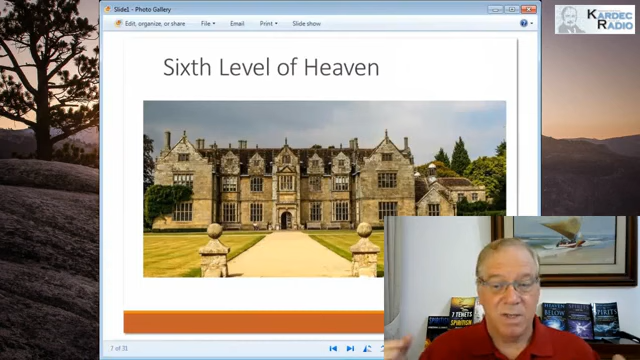 Slide1 - Photo Gallery
KARDEC
RADIO
Edit, organize, or share
File
Email
Print
Slide show
Sixth Level of Heaven
7 TENETS
SPIRITISM
HEAVEN
BELOW
SPIRITS
SPIRITS
7 of 31